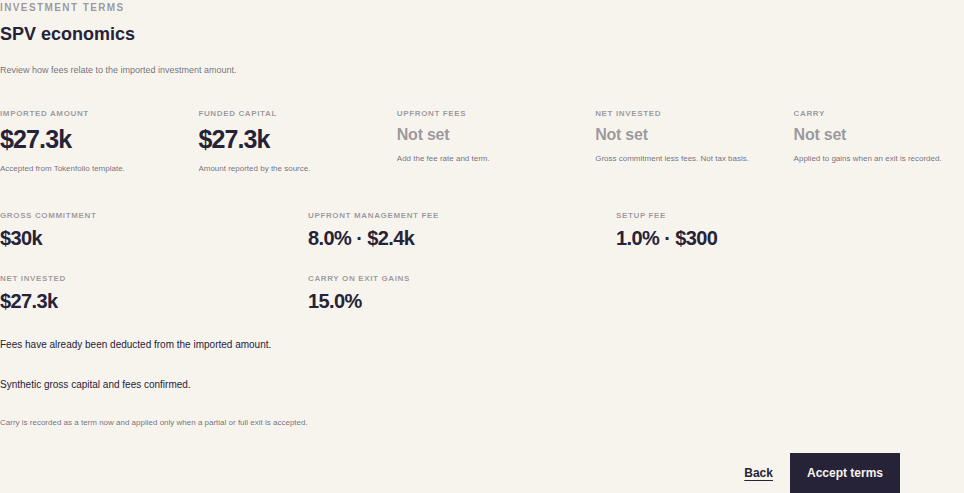 INVESTMENT TERMS
SPV economics
Review how fees relate to the imported investment amount.
IMPORTED AMOUNT
$27.3k
Accepted from Tokenfolio template.
FUNDED CAPITAL
$27.3k
Amount reported by the source.
UPFRONT FEES
Not set
Add the fee rate and term.
NET INVESTED
Not set
Gross commitment less fees. Not tax basis.
CARRY
Not set
Applied to gains when an exit is recorded.
GROSS COMMITMENT
$30k
UPFRONT MANAGEMENT FEE
8.0% · $2.4k
SETUP FEE
1.0% · $300
NET INVESTED
$27.3k
CARRY ON EXIT GAINS
15.0%
Fees have already been deducted from the imported amount.
Synthetic gross capital and fees confirmed.
Carry is recorded as a term now and applied only when a partial or full exit is accepted.
Back
Accept terms